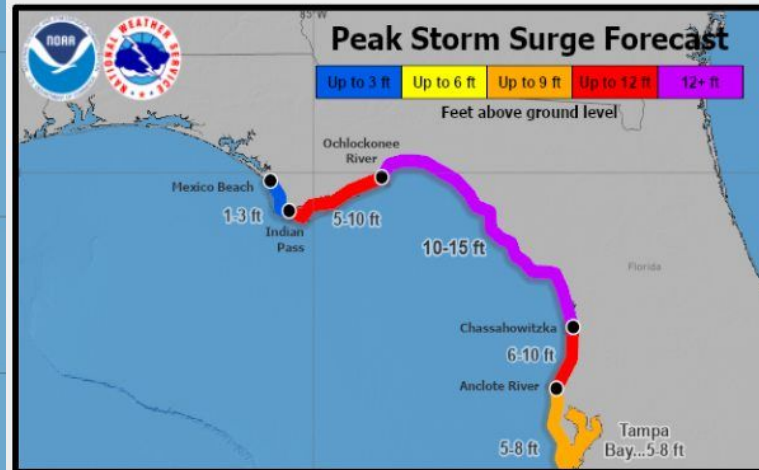 85°W
NOAA
NATIONAL WEATHER SERVICE
Peak Storm Surge Forecast
Up to 3 ft Up to 6 ft Up to 9 ft Up to 12 ft 12+ ft
Feet above ground level
Ochlockonee
River
Mexico Beach
1-3 ft
Indian
Pass
5-10 ft
10-15 ft
Florida
Chassahowitzka
6-10 ft
Anclote River
5-8 ft
Tampa
Bay...5-8 ft